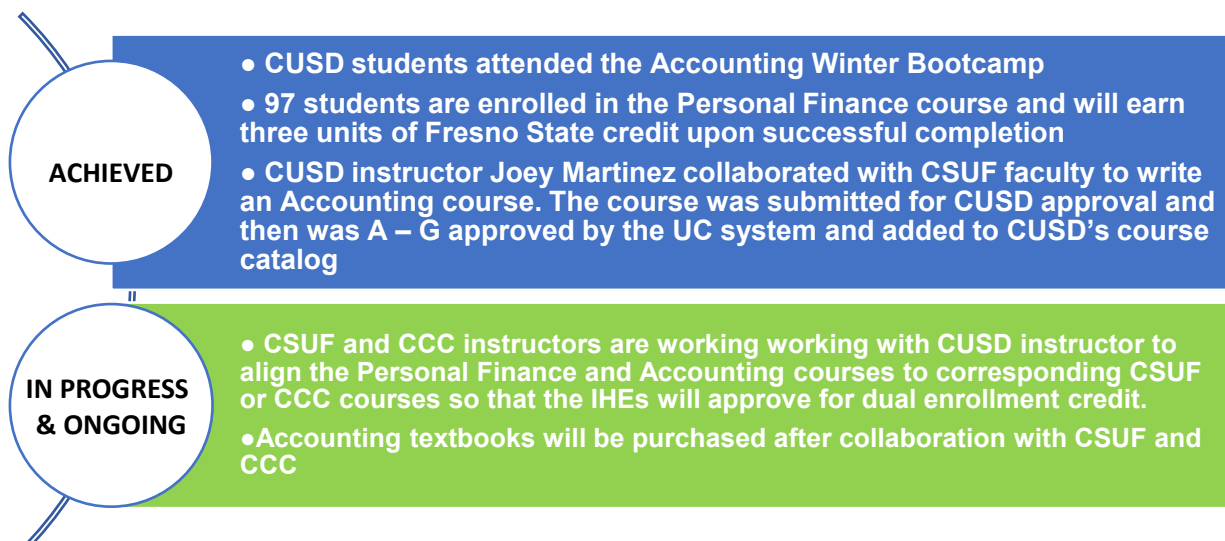 ACHIEVED
● CUSD students attended the Accounting Winter Bootcamp
● 97 students are enrolled in the Personal Finance course and will earn
three units of Fresno State credit upon successful completion
● CUSD instructor Joey Martinez collaborated with CSUF faculty to write
an Accounting course. The course was submitted for CUSD approval and
then was A – G approved by the UC system and added to CUSD’s course
catalog
IN PROGRESS
& ONGOING
● CSUF and CCC instructors are working working with CUSD instructor to
align the Personal Finance and Accounting courses to corresponding CSUF
or CCC courses so that the IHEs will approve for dual enrollment credit.
●Accounting textbooks will be purchased after collaboration with CSUF and
CCC